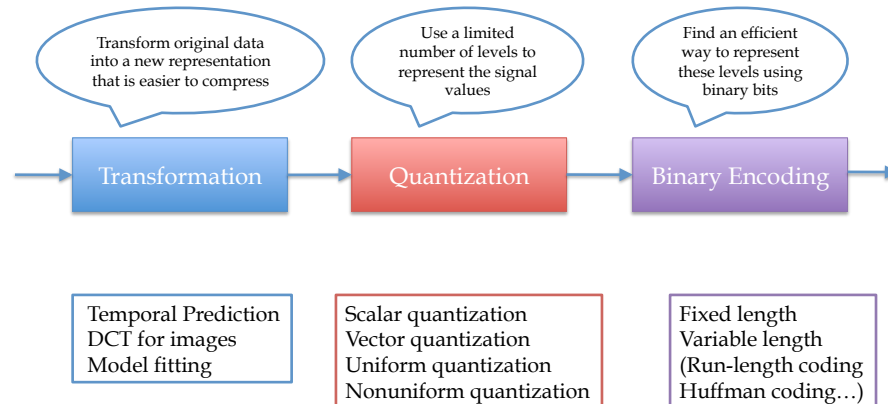 Transform original data
into a new representation
that is easier to compress
Use a limited
number of levels to
represent the signal
values
Find an efficient
way to represent
these levels using
binary bits
Transformation
Quantization
Binary Encoding
Temporal Prediction
DCT for images
Model fitting
Scalar quantization
Vector quantization
Uniform quantization
Nonuniform quantization
Fixed length
Variable length
(Run-length coding
Huffman coding…)